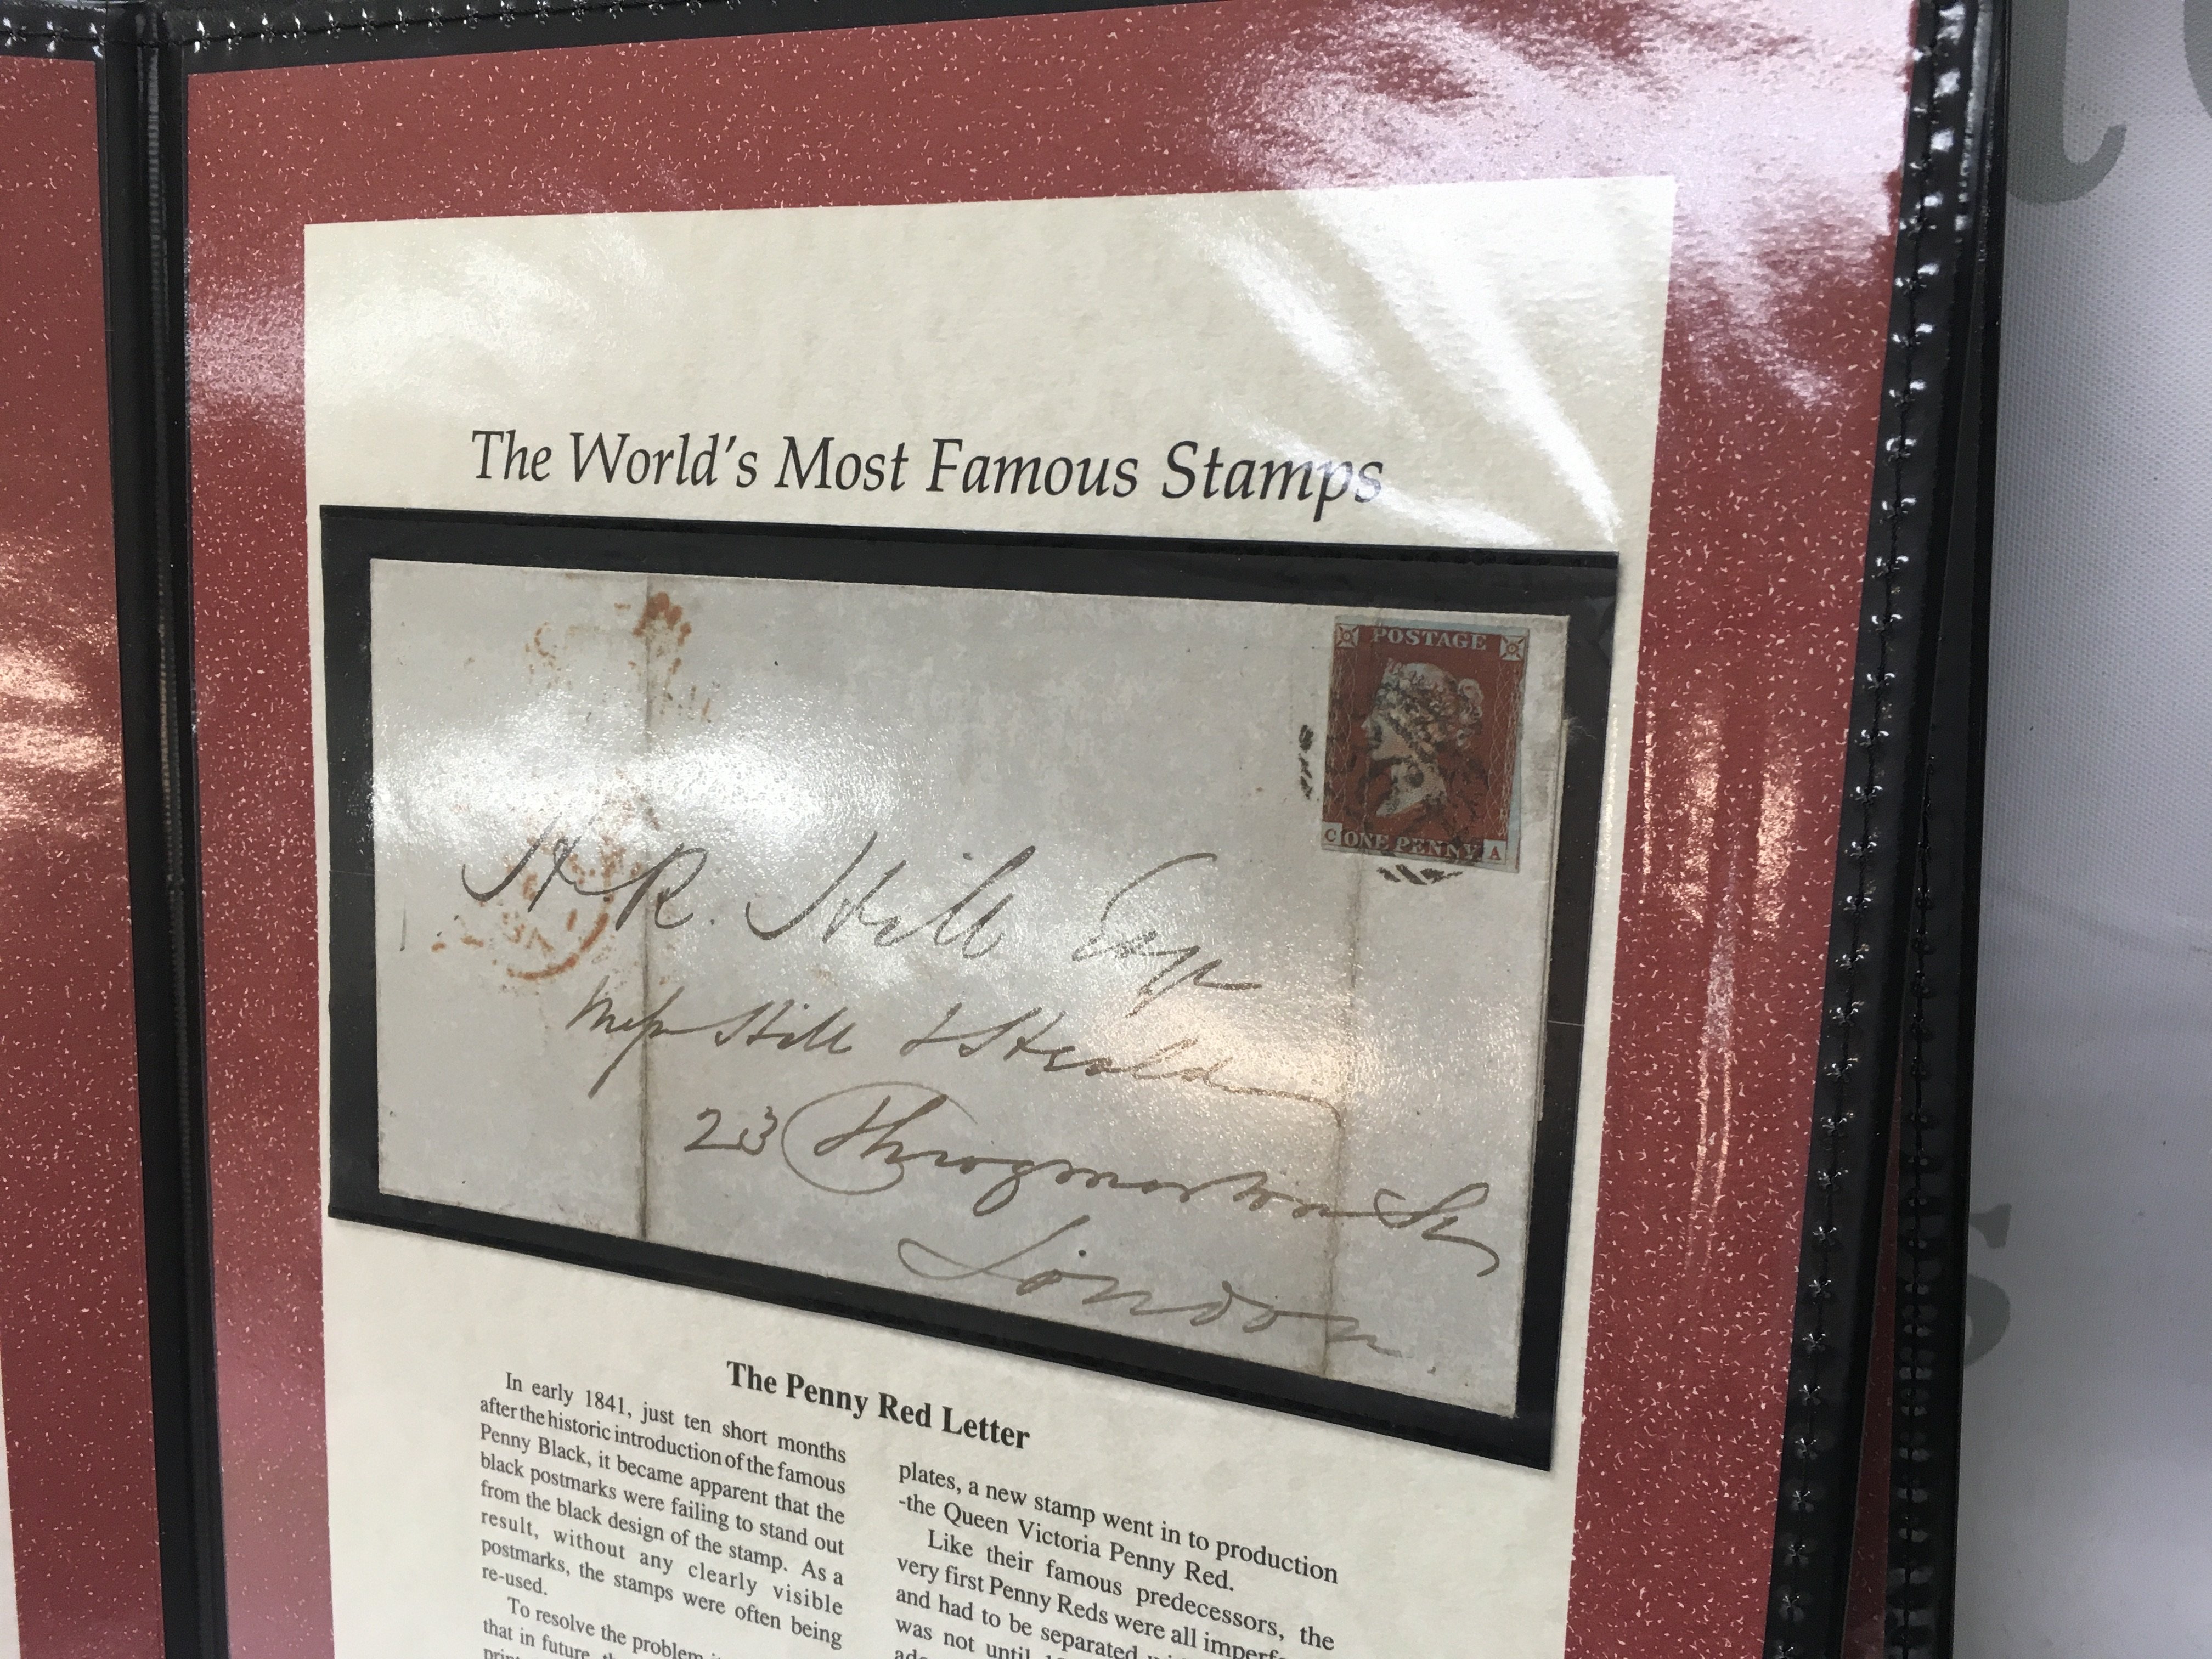 The World's Most Famous Stamps
POSTAGE
C ONE PENNY A
H. R. Hill Esq
Hill & Herald
23 Throgmorton St
London.
The Penny Red Letter
In early 1841, just ten short months
after the historic introduction of the famous
Penny Black, it became apparent that the
black postmarks were failing to stand out
from the black design of the stamp. As a
result, without any clearly visible
postmarks, the stamps were often being
re-used.
To resolve the problem
that in future,
plates, a new stamp went in to production
-the Queen Victoria Penny Red.
Like their famous predecessors, the
very first Penny Reds were all
and had to be separated
was not until